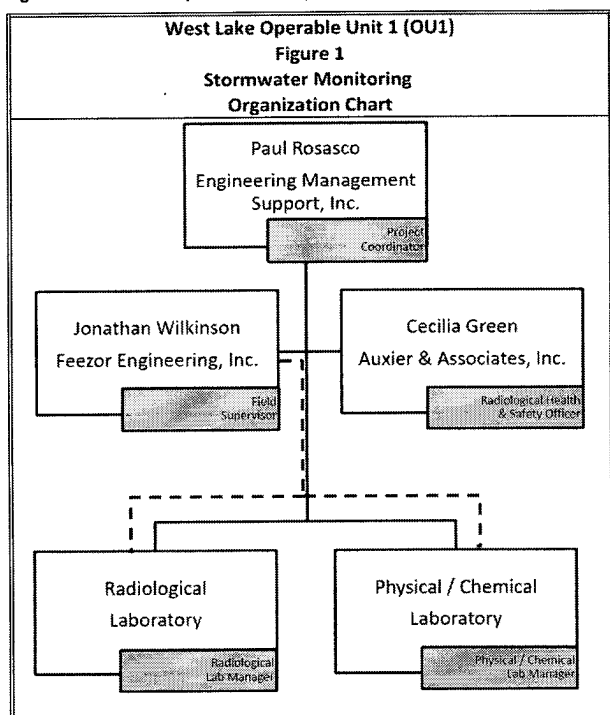 West Lake Operable Unit 1 (OU1)
Figure 1
Stormwater Monitoring
Organization Chart
Paul Rosasco
Engineering Management
Support, Inc.
Project
Coordinator
Jonathan Wilkinson
Feezor Engineering, Inc.
Field
Supervisor
Cecilia Green
Auxier & Associates, Inc.
Radiological Health
& Safety Officer
Radiological
Laboratory
Radiological
Lab Manager
Physical / Chemical
Laboratory
Physical / Chemical
Lab Manager